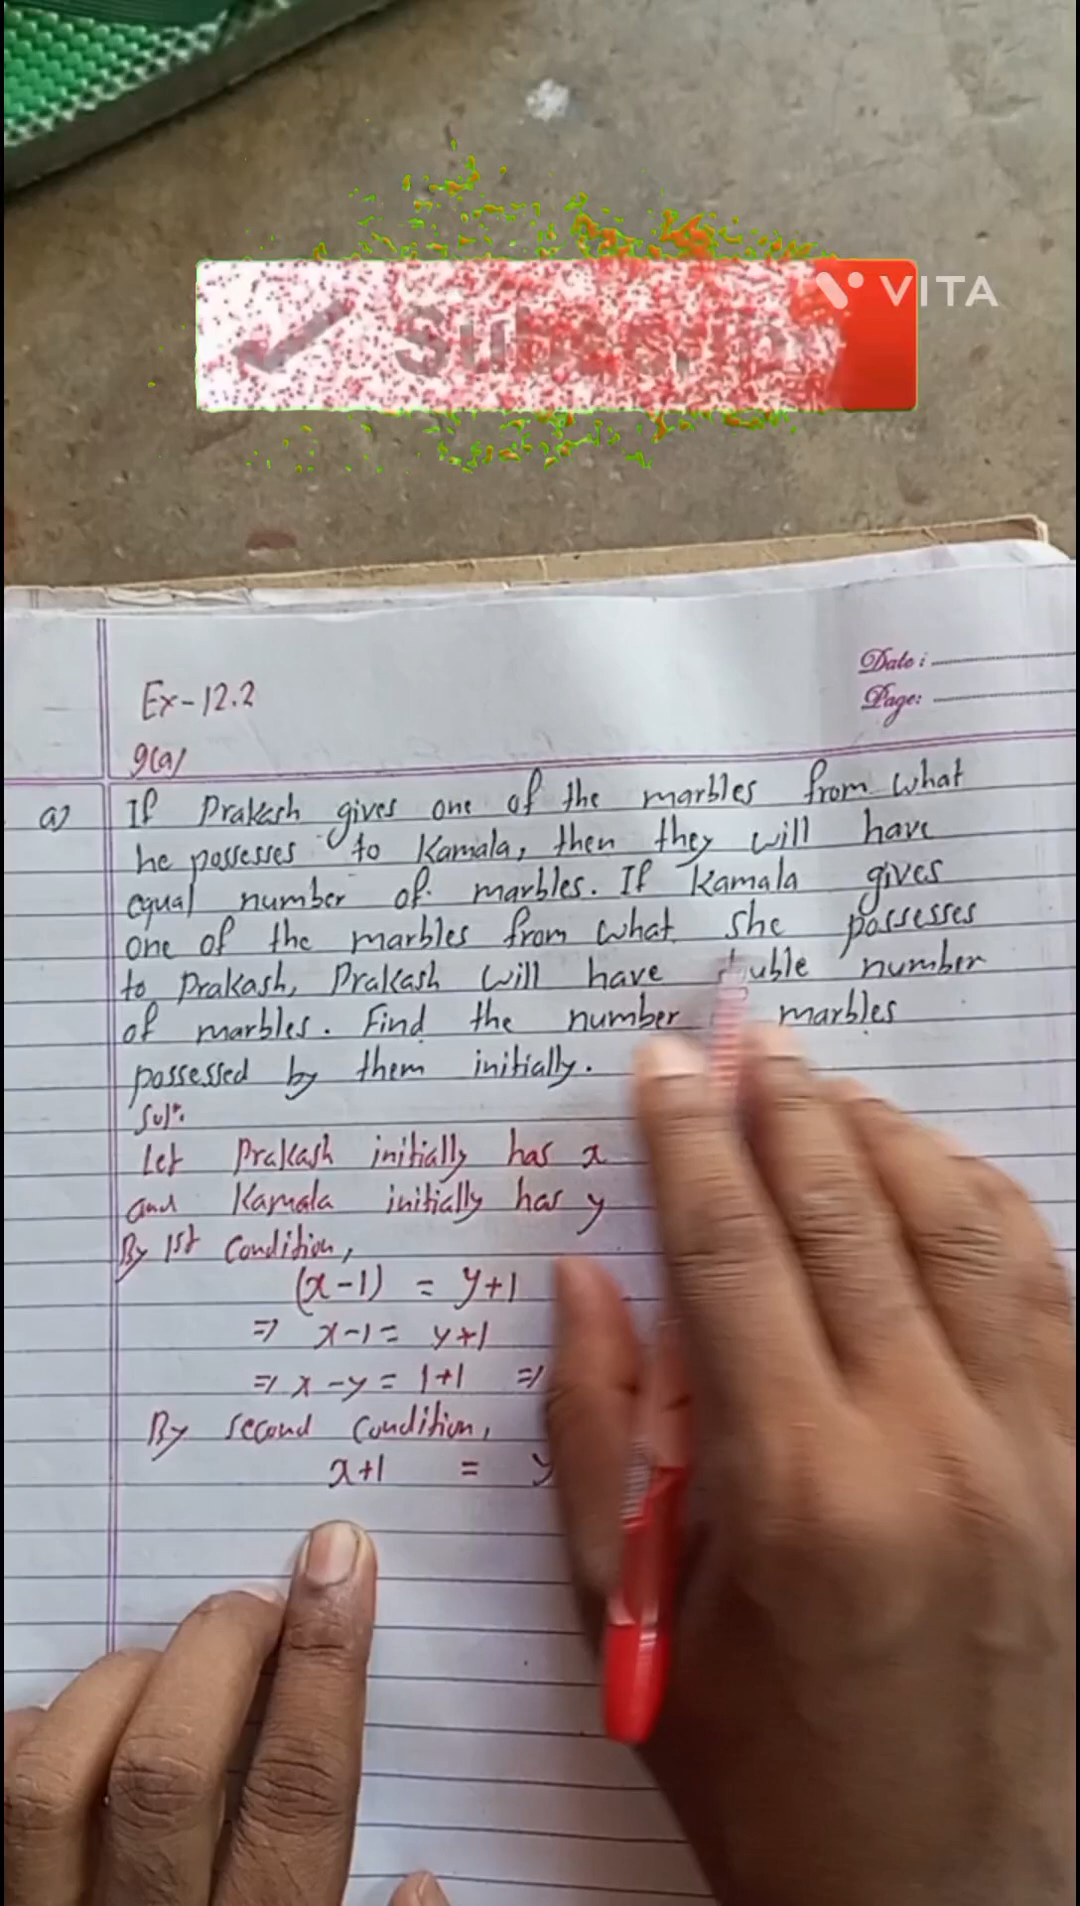 VITA
Date:
Page:
Ex-12.2
9(a)
a) If Prakash gives one of the marbles from what
he possesses to Kamala, then they will have
equal number of marbles. If Kamala gives
one of the marbles from what she possesses
to Prakash, Prakash will have double number
of marbles. Find the number marbles
possessed by them initially.
Solⁿ.
Let Prakash initially has x
and Kamala initially has y
By 1st Condition,
(x-1) = y+1
=> x-1 = y+1
=> x-y = 1+1 =>
By second Condition,
x+1 = y